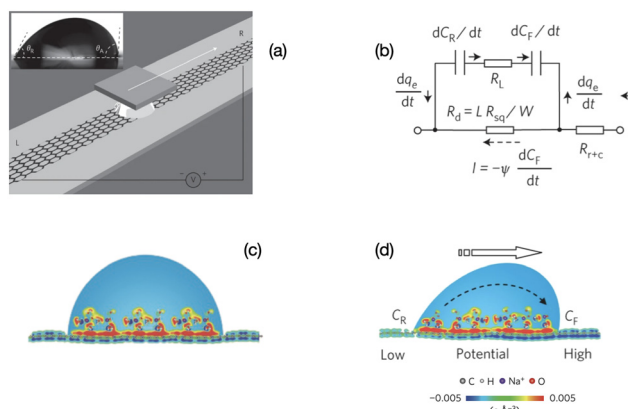 (a)
θR
θA
R
L
− +
V
(b)
dCR / dt
dCF / dt
RL
dqe
dt
dqe
dt
Rd = L Rsq / W
I = −ψ dCF
dt
Rr+c
(c)
(d)
CR
CF
Low Potential High
C H Na⁺ O
−0.005 0.005